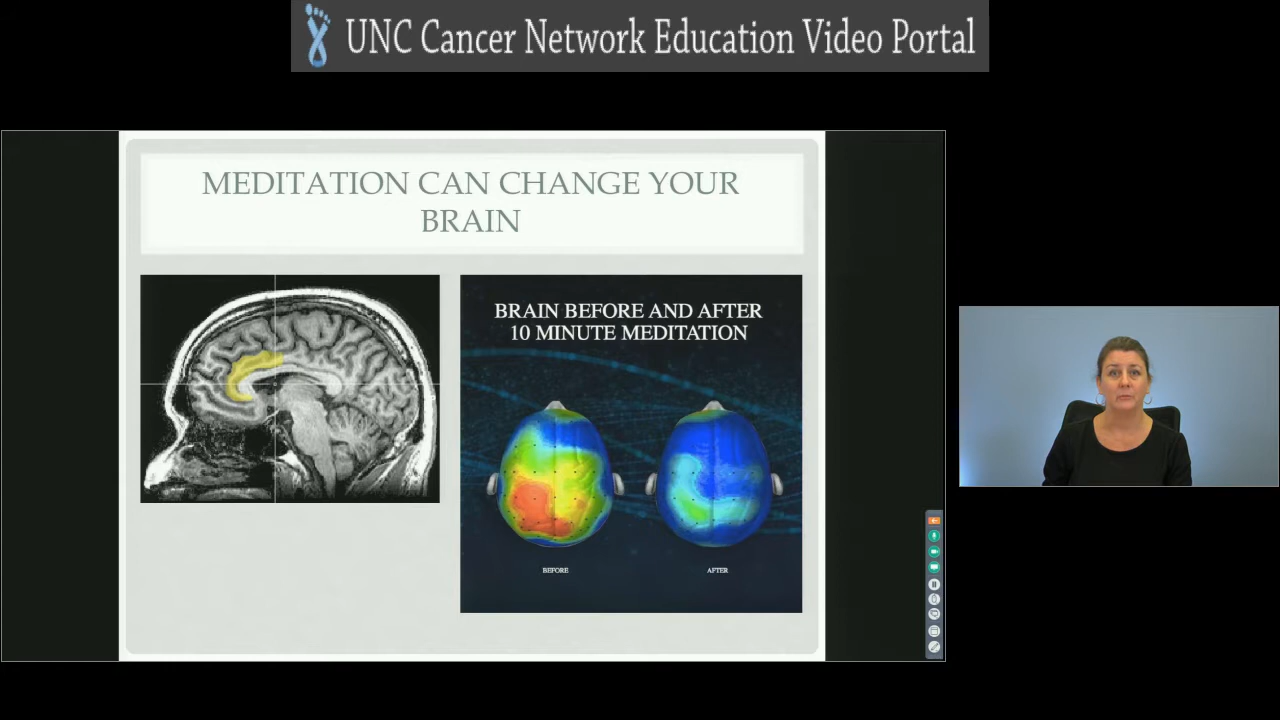 UNC Cancer Network Education Video Portal
MEDITATION CAN CHANGE YOUR
BRAIN
BRAIN BEFORE AND AFTER
10 MINUTE MEDITATION
BEFORE
AFTER